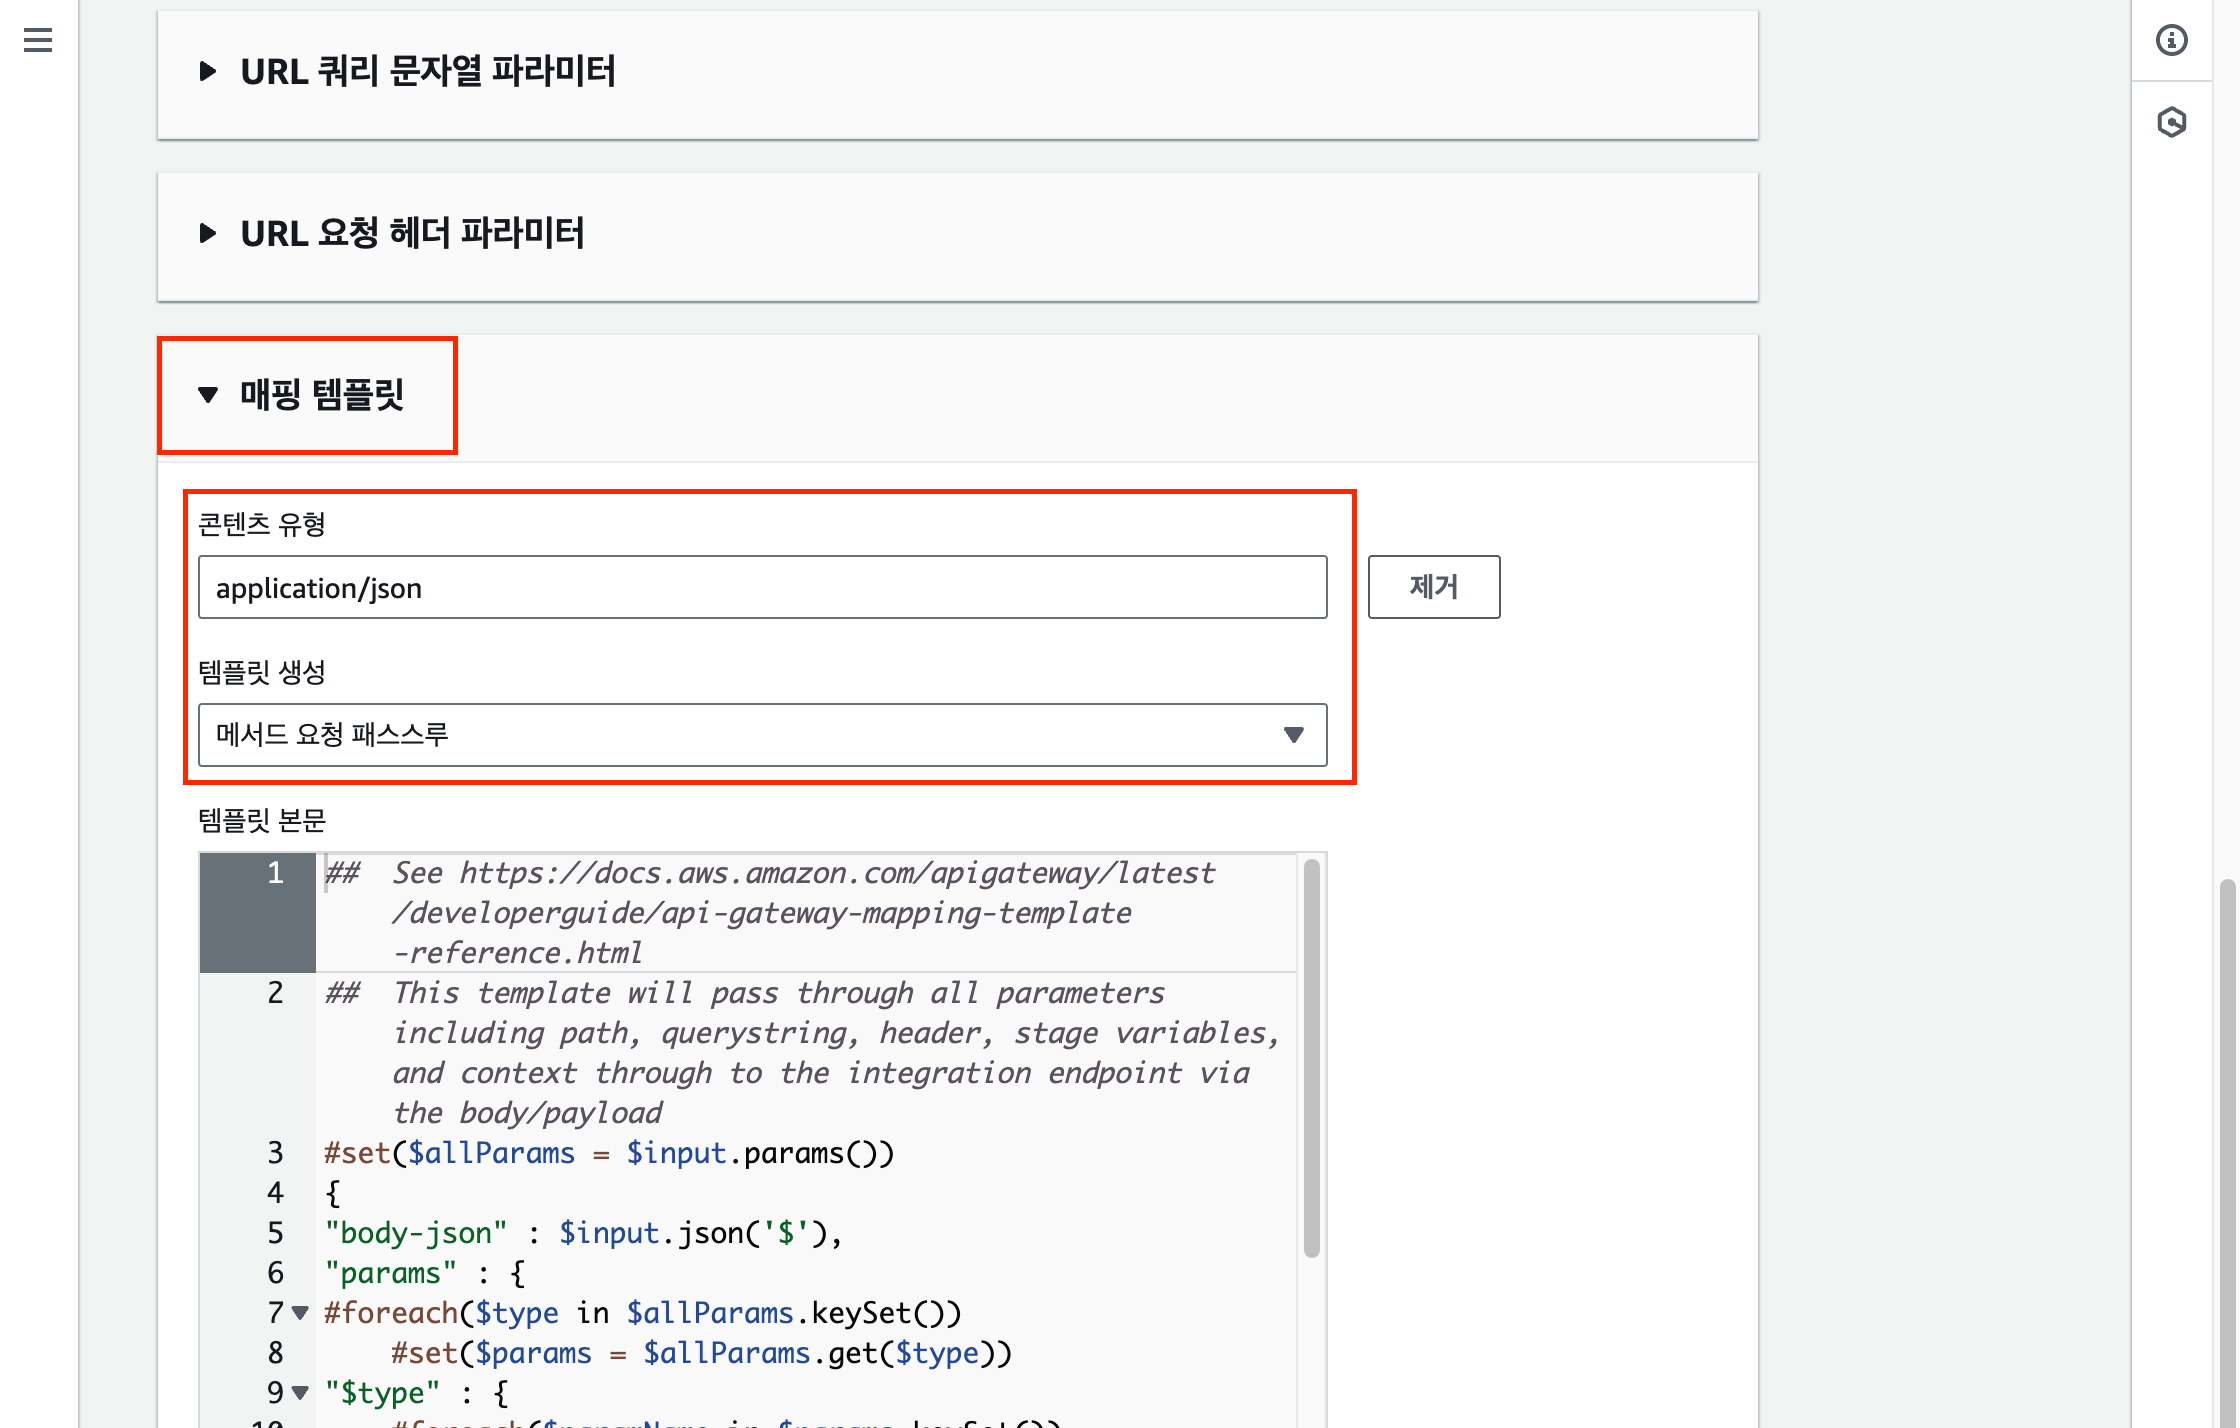 URL 쿼리 문자열 파라미터
URL 요청 헤더 파라미터
매핑 템플릿
콘텐츠 유형
application/json
제거
템플릿 생성
메서드 요청 패스스루
템플릿 본문
1 ##  See https://docs.aws.amazon.com/apigateway/latest
/developerguide/api-gateway-mapping-template
-reference.html
2 ##  This template will pass through all parameters
including path, querystring, header, stage variables,
and context through to the integration endpoint via
the body/payload
3 #set($allParams = $input.params())
4 {
5 "body-json" : $input.json('$'),
6 "params" : {
7 #foreach($type in $allParams.keySet())
8     #set($params = $allParams.get($type))
9 "$type" : {
10     #foreach($paramName in $params.keySet())